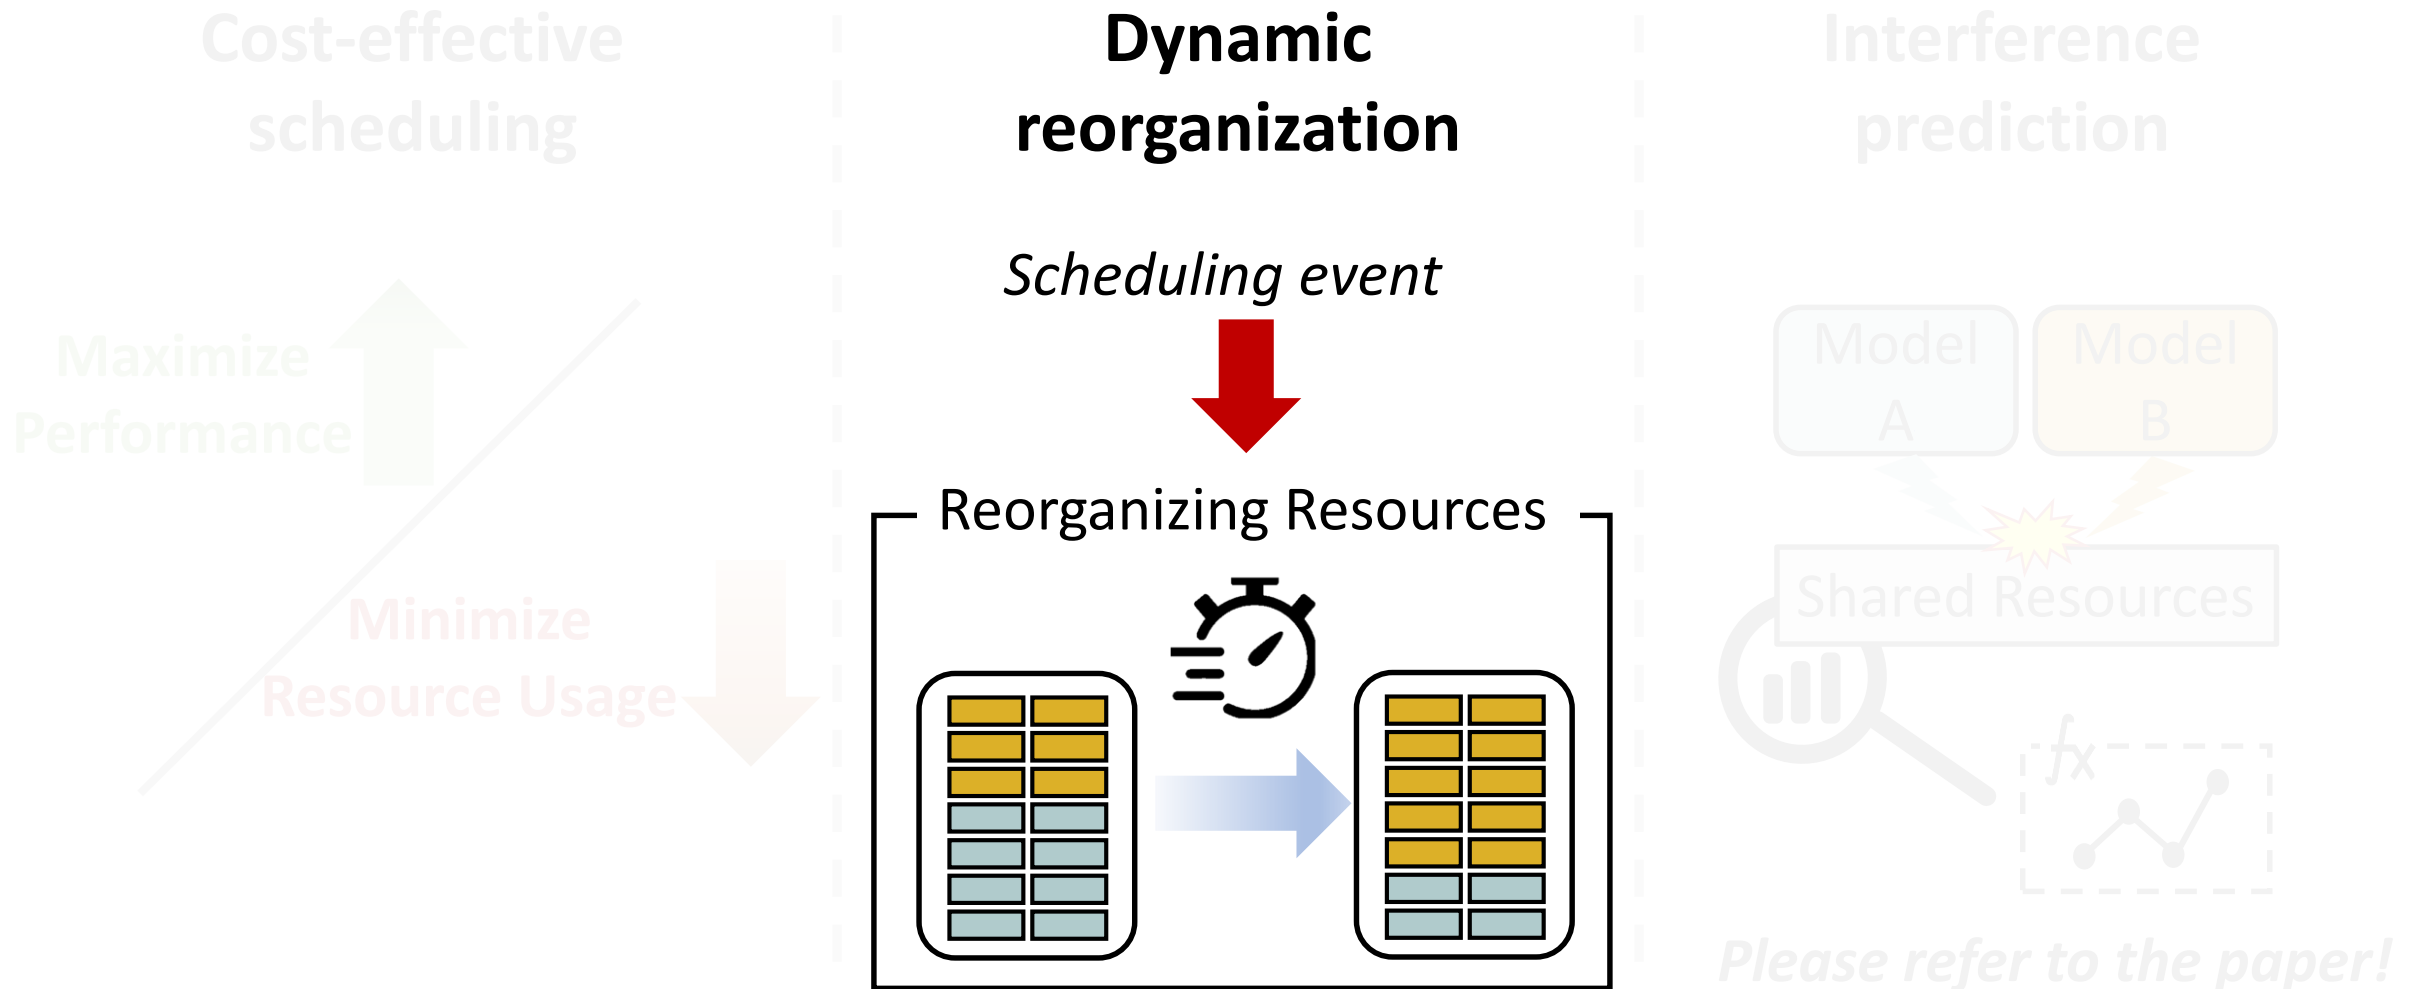 Cost-effective
scheduling
Maximize
Performance
Minimize
Resource Usage
Dynamic
reorganization
Scheduling event
Reorganizing Resources
Interference
prediction
Model
A
Model
B
Shared Resources
fx
Please refer to the paper!